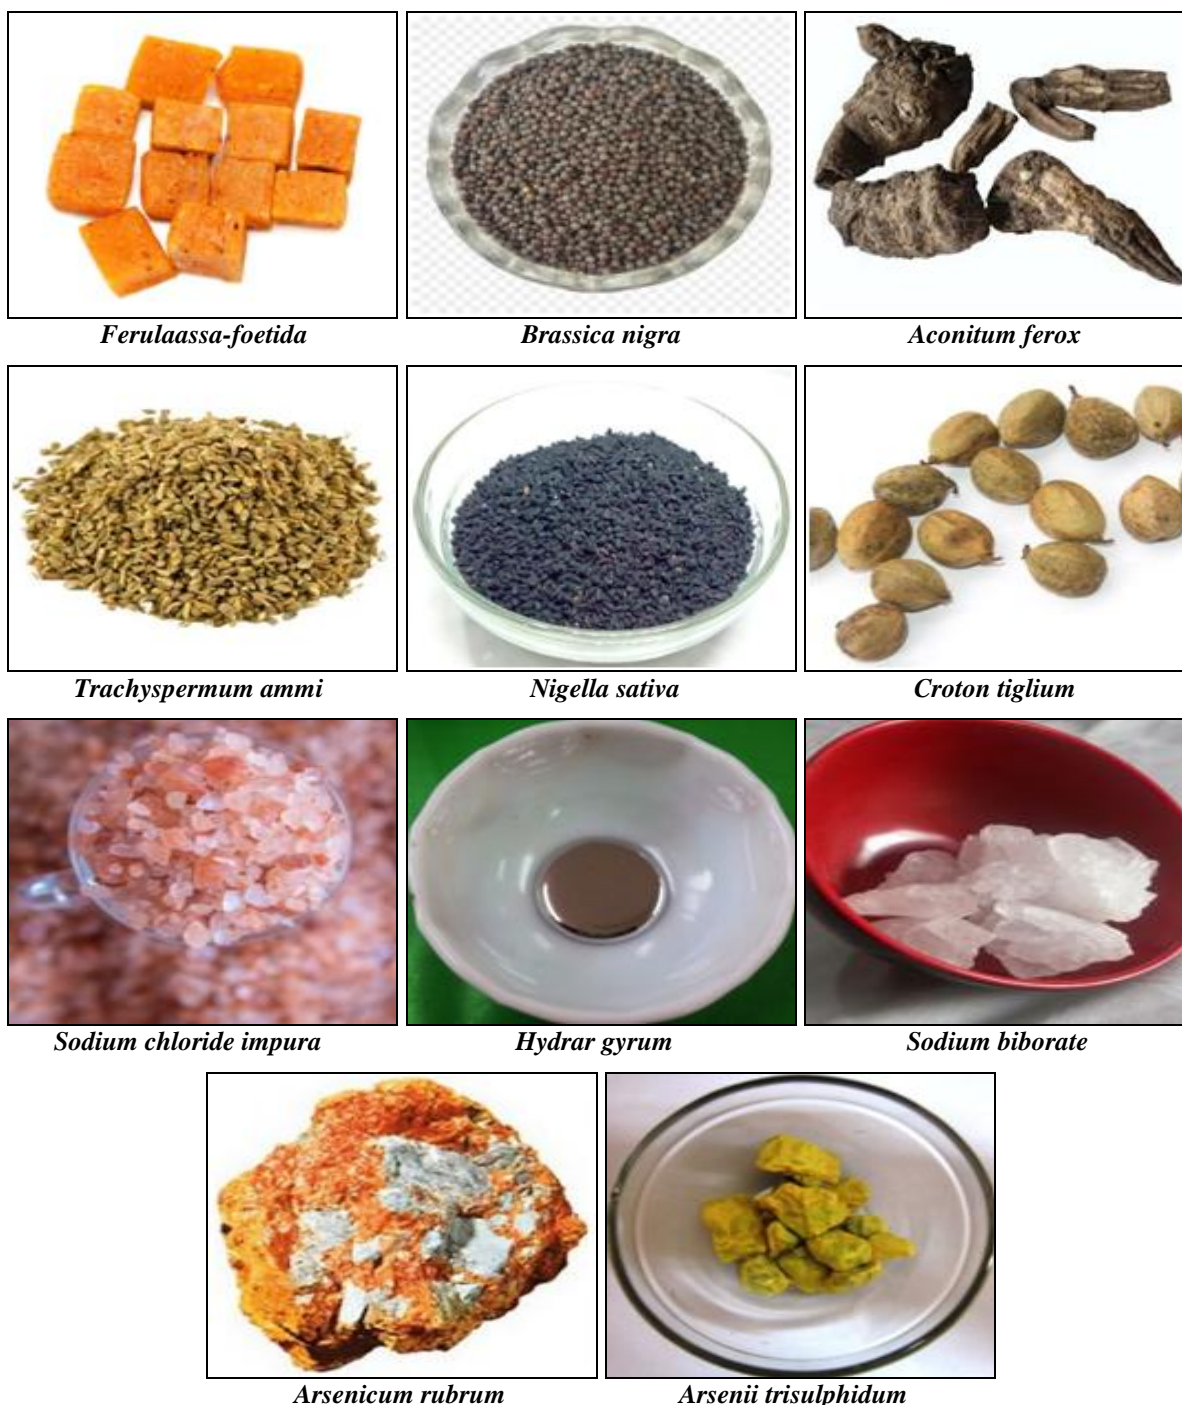 Ferulaassa-foetida
Brassica nigra
Aconitum ferox
Trachyspermum ammi
Nigella sativa
Croton tiglium
Sodium chloride impura
Hydrar gyrum
Sodium biborate
Arsenicum rubrum
Arsenii trisulphidum